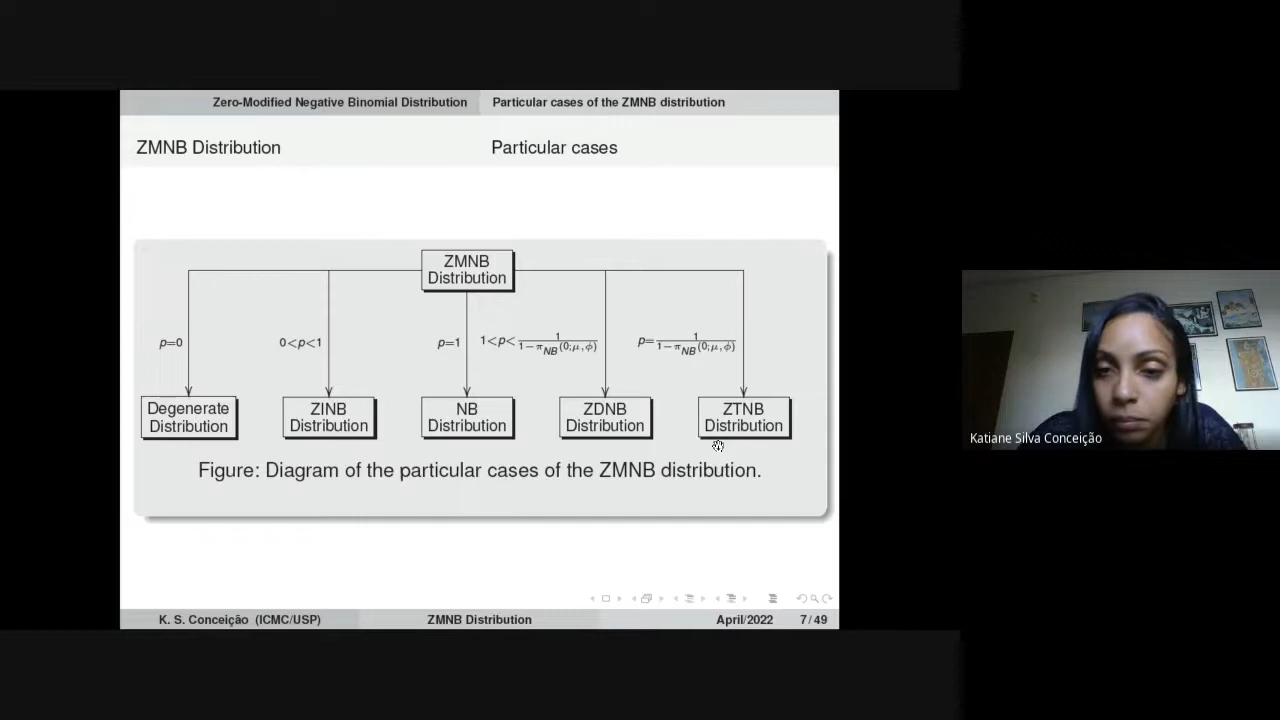 Zero-Modified Negative Binomial Distribution Particular cases of the ZMNB distribution
ZMNB Distribution Particular cases
ZMNB
Distribution
p=0
0<p<1
p=1
1<p<1/(1−π_NB(0;μ,ϕ))
p=1/(1−π_NB(0;μ,ϕ))
Degenerate
Distribution
ZINB
Distribution
NB
Distribution
ZDNB
Distribution
ZTNB
Distribution
Figure: Diagram of the particular cases of the ZMNB distribution.
K. S. Conceição (ICMC/USP) ZMNB Distribution April/2022 7/49
Katiane Silva Conceição